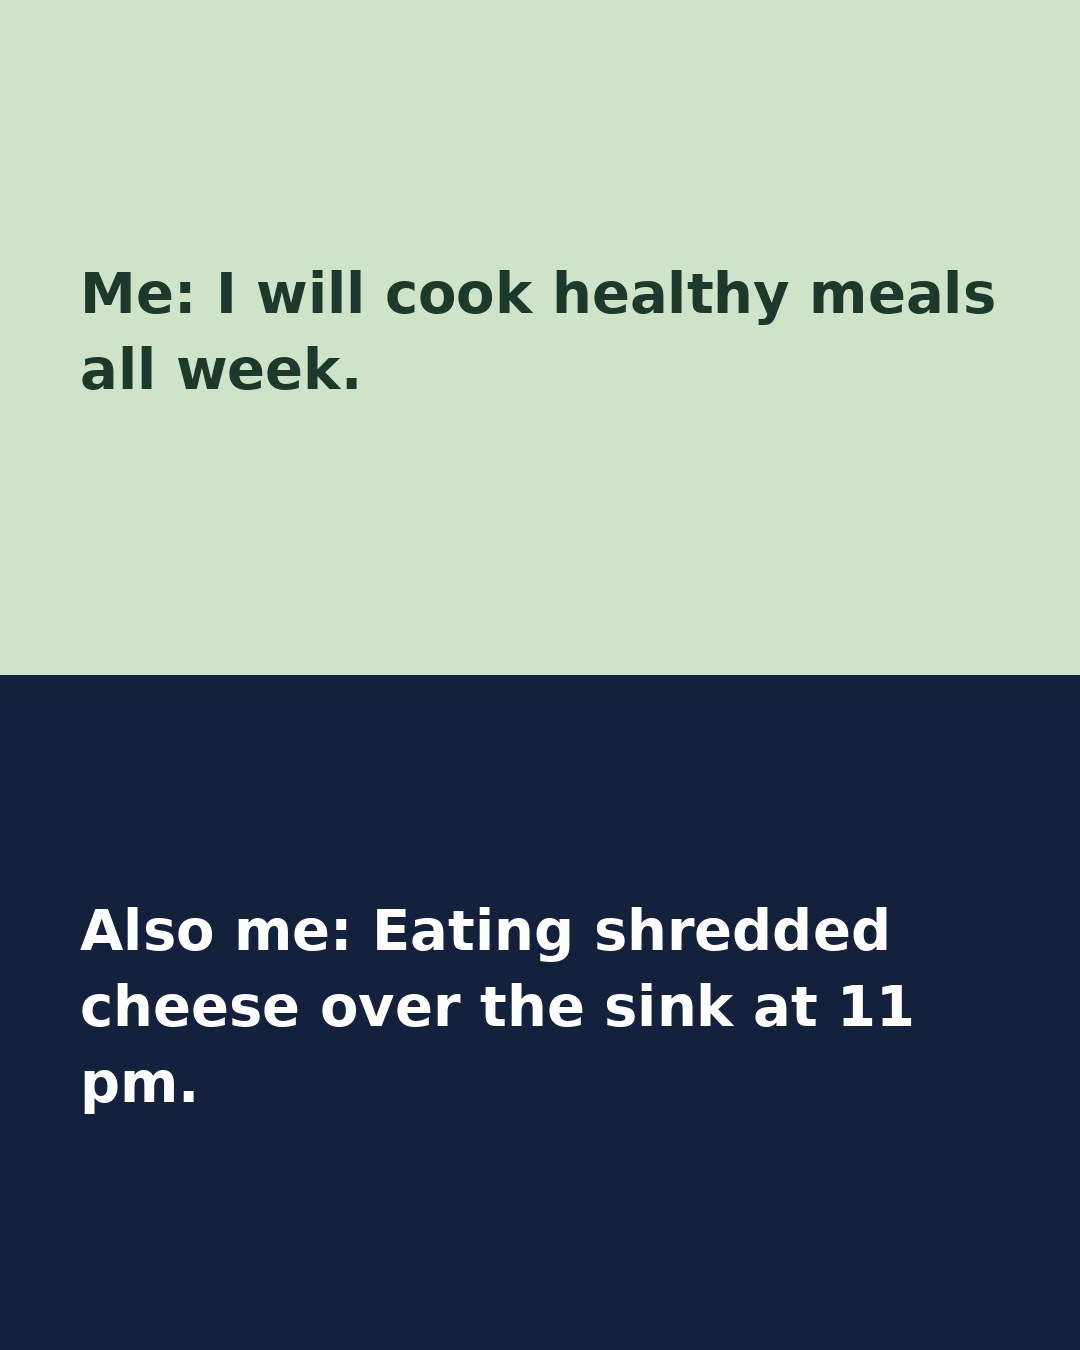 Me: I will cook healthy meals
all week.
Also me: Eating shredded
cheese over the sink at 11
pm.